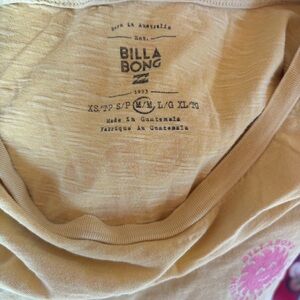 Born in Australia
Est.
BILLA
BONG
1973
XS/TP S/P M/M L/G XL/TG
Made in Guatemala
Fabriqué au Guatemala